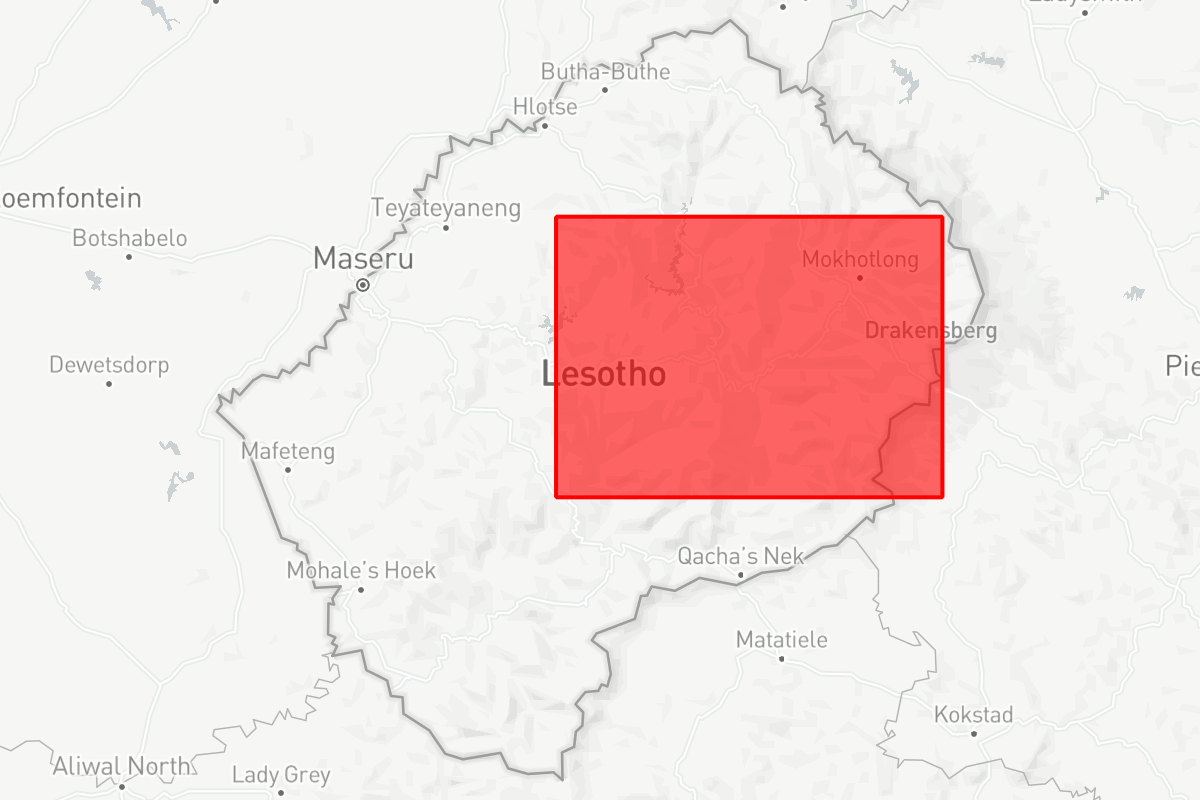 Butha-Buthe
Hlotse
oemfontein
Teyateyaneng
Botshabelo
Maseru
Mokhotlong
Drakensberg
Dewetsdorp
Lesotho
Pie
Mafeteng
Qacha's Nek
Mohale's Hoek
Matatiele
Kokstad
Aliwal North
Lady Grey